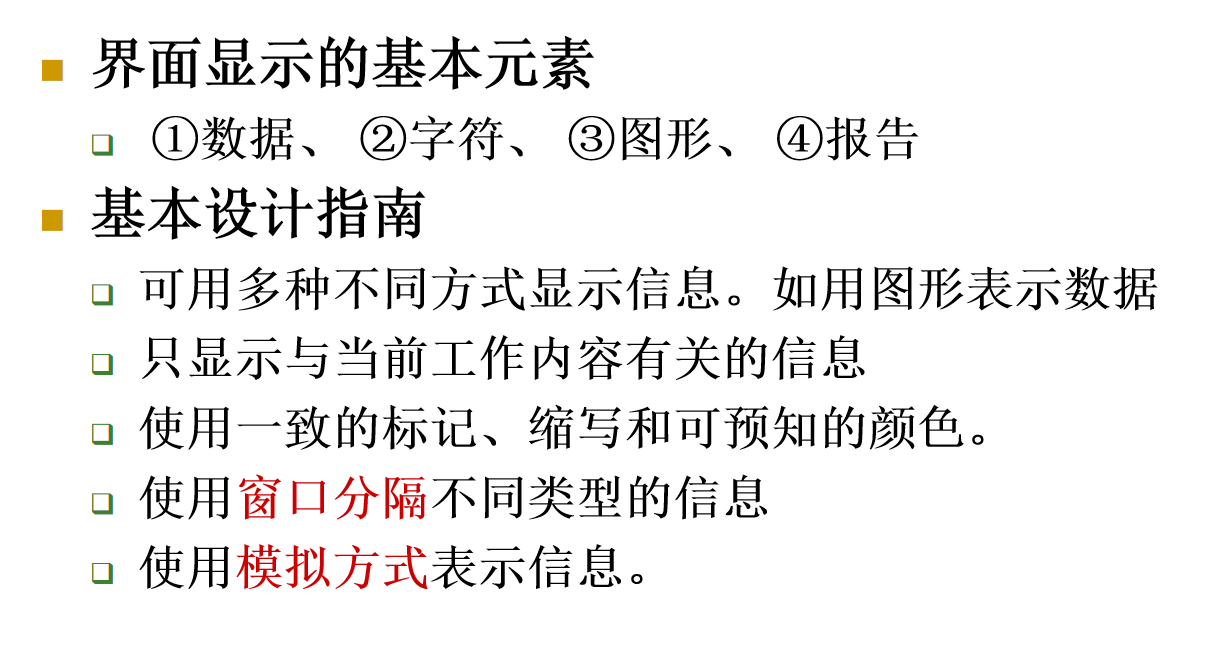 界面显示的基本元素
①数据、 ②字符、 ③图形、 ④报告
基本设计指南
可用多种不同方式显示信息。如用图形表示数据
只显示与当前工作内容有关的信息
使用一致的标记、缩写和可预知的颜色。
使用窗口分隔不同类型的信息
使用模拟方式表示信息。